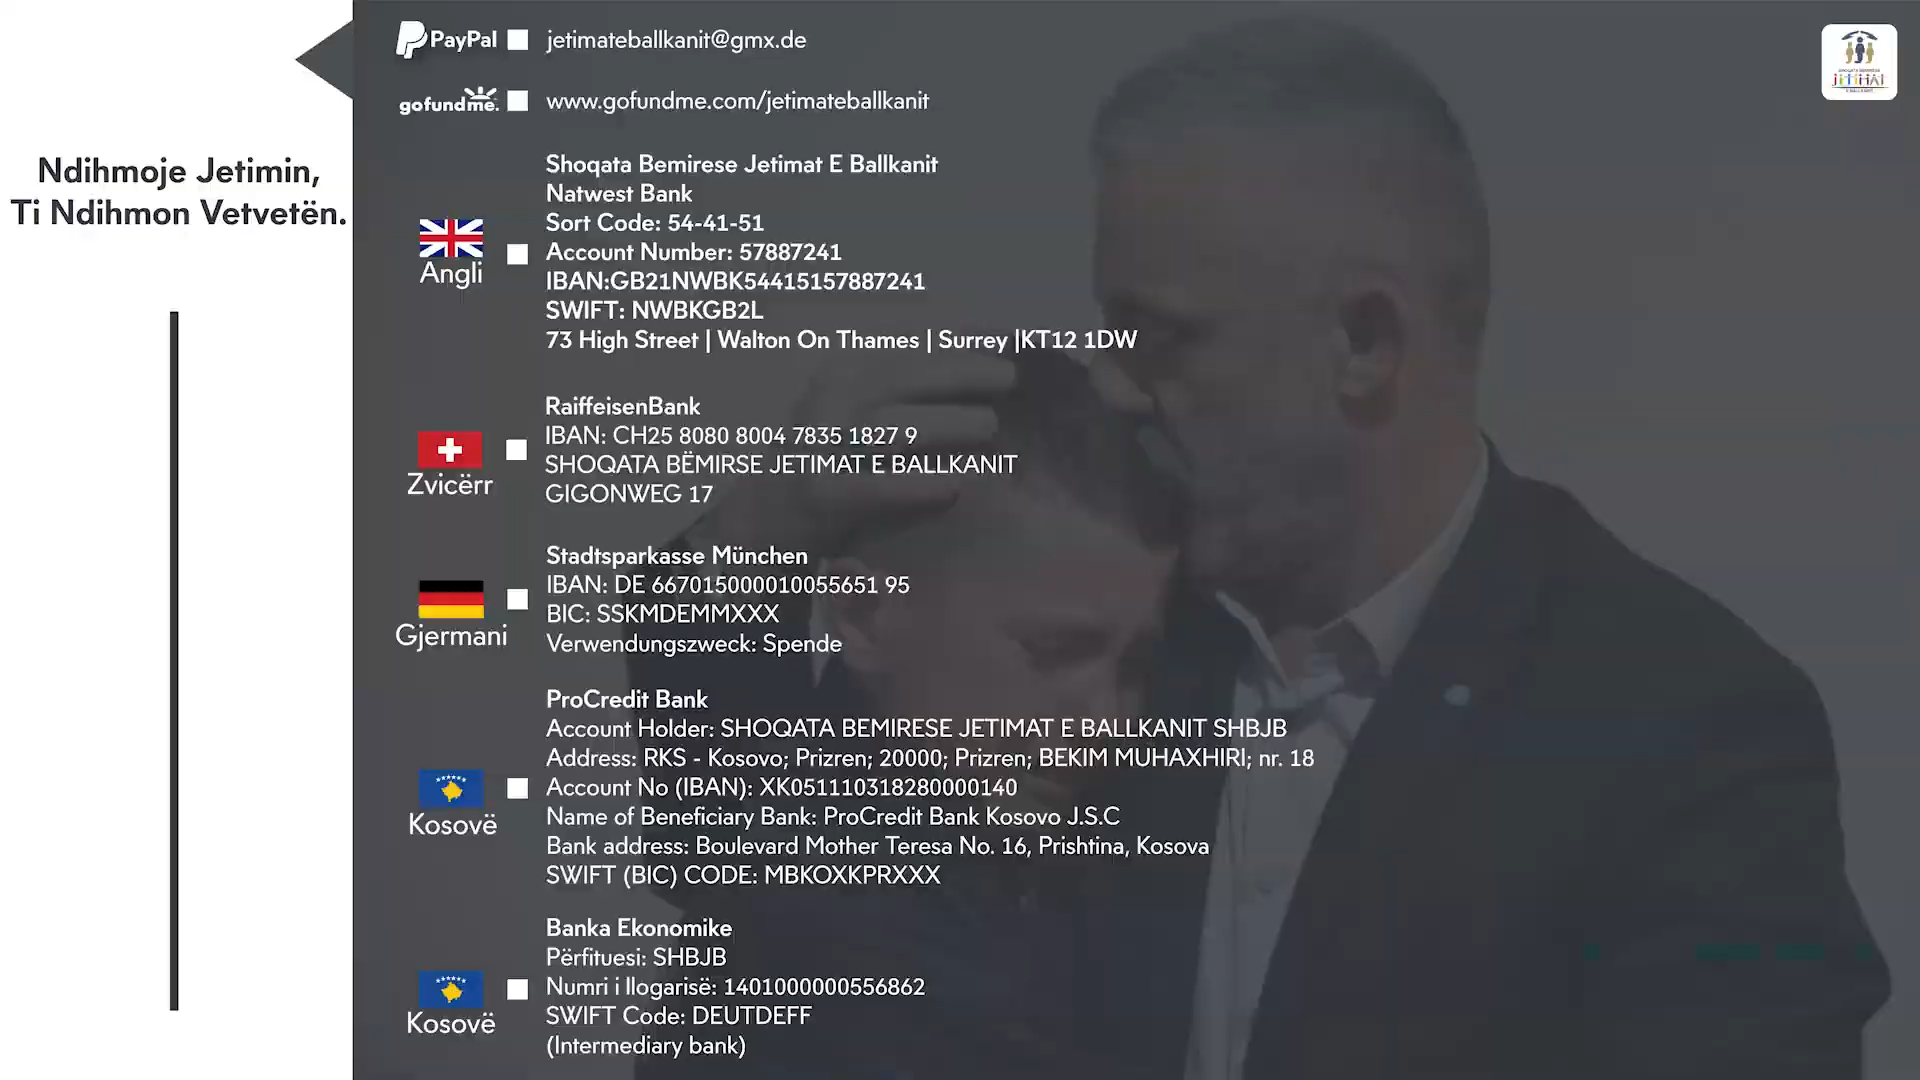 Ndihmoje Jetimin,
Ti Ndihmon Vetvetën.
PayPal
jetimateballkanit@gmx.de
gofundme.
www.gofundme.com/jetimateballkanit
Angli
Shoqata Bemirese Jetimat E Ballkanit
Natwest Bank
Sort Code: 54-41-51
Account Number: 57887241
IBAN:GB21NWBK54415157887241
SWIFT: NWBKGB2L
73 High Street | Walton On Thames | Surrey |KT12 1DW
Zvicërr
RaiffeisenBank
IBAN: CH25 8080 8004 7835 1827 9
SHOQATA BËMIRSE JETIMAT E BALLKANIT
GIGONWEG 17
Gjermani
Stadtsparkasse München
IBAN: DE 667015000010055651 95
BIC: SSKMDEMMXXX
Verwendungszweck: Spende
Kosovë
ProCredit Bank
Account Holder: SHOQATA BEMIRESE JETIMAT E BALLKANIT SHBJB
Address: RKS - Kosovo; Prizren; 20000; Prizren; BEKIM MUHAXHIRI; nr. 18
Account No (IBAN): XK051110318280000140
Name of Beneficiary Bank: ProCredit Bank Kosovo J.S.C
Bank address: Boulevard Mother Teresa No. 16, Prishtina, Kosova
SWIFT (BIC) CODE: MBKOXKPRXXX
Kosovë
Banka Ekonomike
Përfituesi: SHBJB
Numri i llogarisë: 1401000000556862
SWIFT Code: DEUTDEFF
(Intermediary bank)
JETIMAT